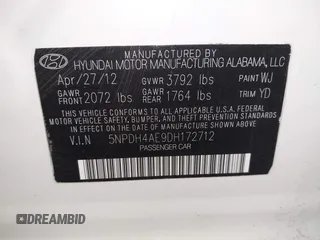 MANUFACTURED BY
HYUNDAI MOTOR MANUFACTURING ALABAMA, LLC
Apr/27/12 GVWR 3792 lbs PAINT WJ
GAWR FRONT 2072 lbs GAWR REAR 1764 lbs TRIM YD
THIS VEHICLE CONFORMS TO ALL APPLICABLE
U.S. FEDERAL MOTOR VEHICLE SAFETY, BUMPER, AND
THEFT PREVENTION STANDARDS IN EFFECT ON THE DATE
OF MANUFACTURE SHOWN ABOVE.
V.I.N 5NPDH4AE9DH172712
PASSENGER CAR
DREAMBID
DREAMBID.COM